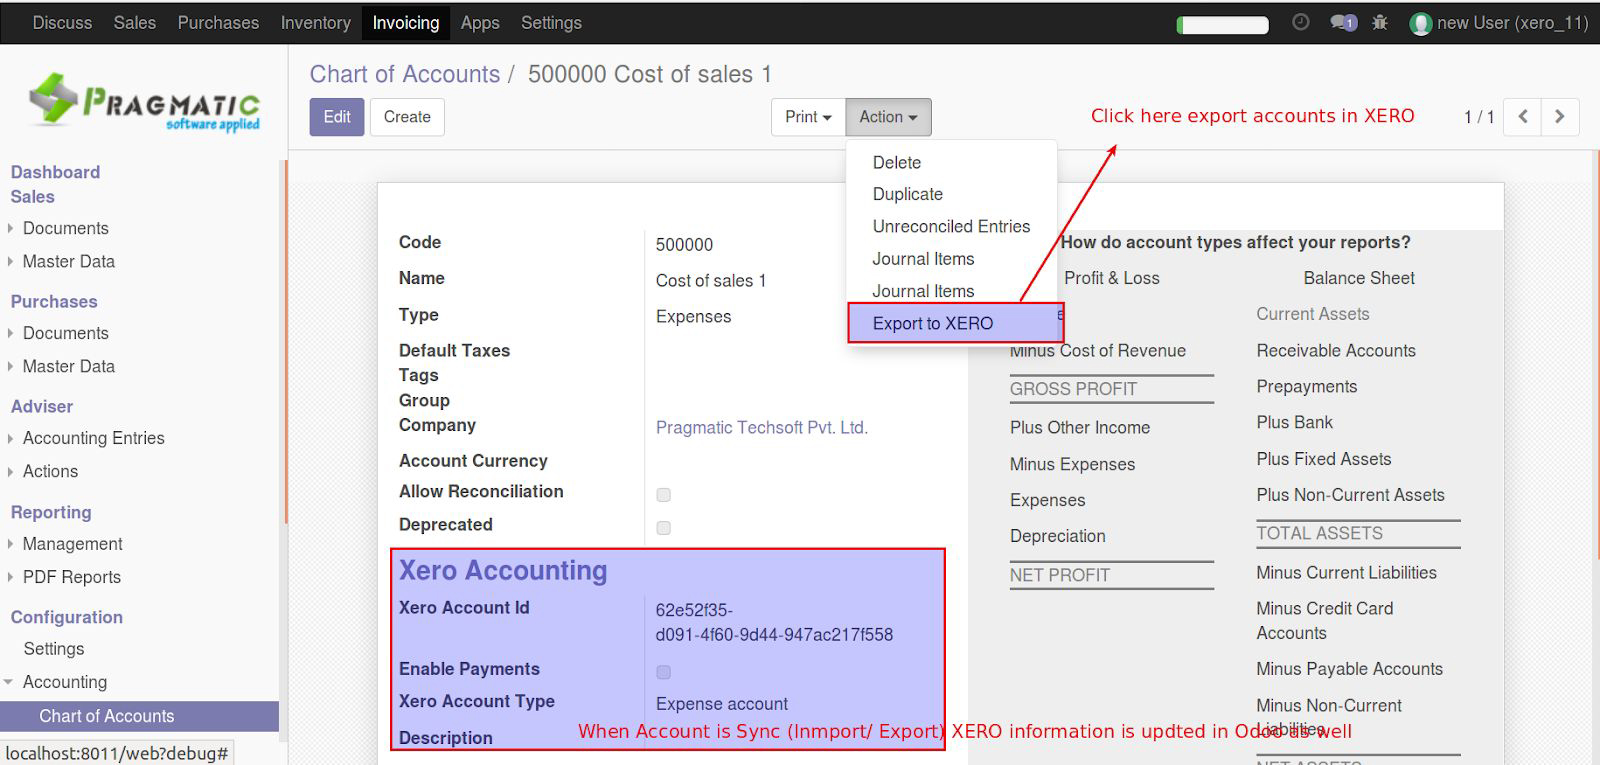 Discuss Sales Purchases Inventory Invoicing Apps Settings 1 new User (xero_11)
PRAGMATIC
software applied
Chart of Accounts / 500000 Cost of sales 1
Edit Create Print Action Click here export accounts in XERO 1 / 1
Dashboard
Sales
Documents
Master Data
Purchases
Documents
Master Data
Adviser
Accounting Entries
Actions
Reporting
Management
PDF Reports
Configuration
Settings
Accounting
Chart of Accounts
localhost:8011/web?debug#
Delete
Duplicate
Unreconciled Entries
Journal Items
Journal Items
Export to XERO
Code 500000
Name Cost of sales 1
Type Expenses
Default Taxes
Tags
Group
Company Pragmatic Techsoft Pvt. Ltd.
Account Currency
Allow Reconciliation
Deprecated
Xero Accounting
Xero Account Id 62e52f35-
d091-4f60-9d44-947ac217f558
Enable Payments
Xero Account Type Expense account
Description
When Account is Sync (Inmport/ Export) XERO information is updted in Odoo as well
How do account types affect your reports?
Profit & Loss
e
Minus Cost of Revenue
GROSS PROFIT
Plus Other Income
Minus Expenses
Expenses
Depreciation
NET PROFIT
Balance Sheet
Current Assets
Receivable Accounts
Prepayments
Plus Bank
Plus Fixed Assets
Plus Non-Current Assets
TOTAL ASSETS
Minus Current Liabilities
Minus Credit Card
Accounts
Minus Payable Accounts
Minus Non-Current
Liabilities
NET ASSETS